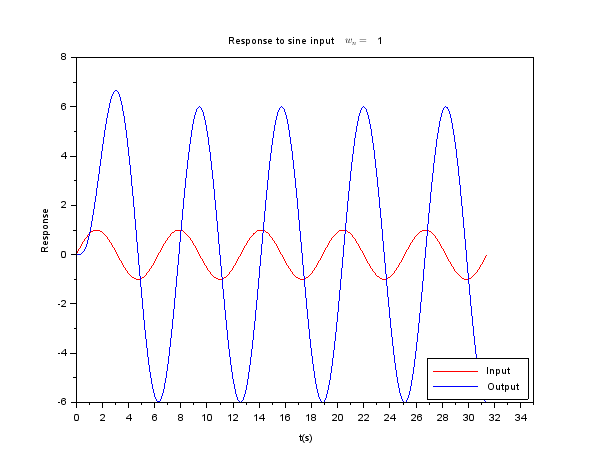 Response to sine input wₙ = 1
8
6
4
2
0
-2
-4
-6
Response
0 2 4 6 8 10 12 14 16 18 20 22 24 26 28 30 32 34
t(s)
Input
Output